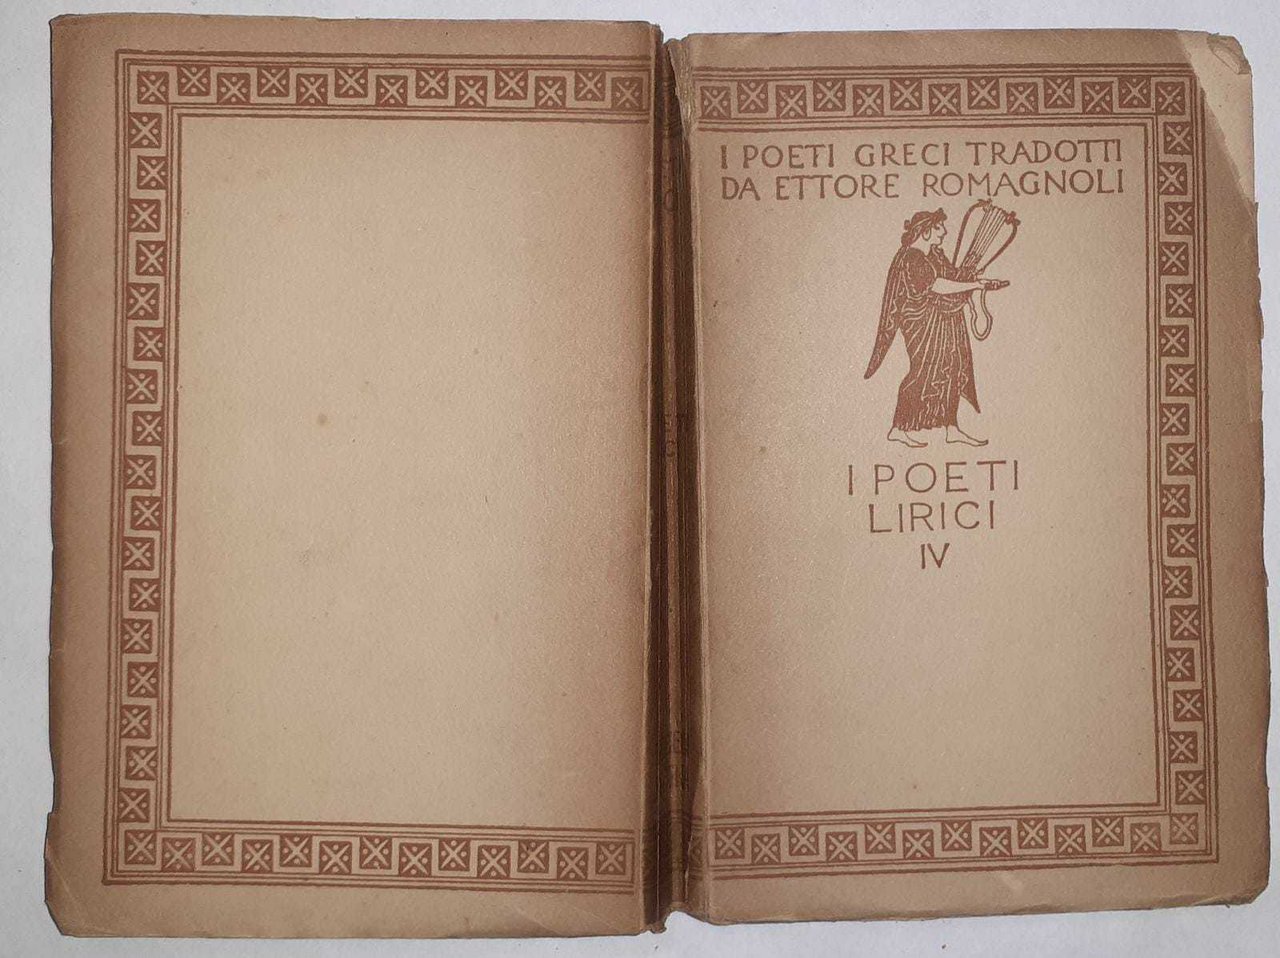 I POETI GRECI TRADOTTI
DA ETTORE ROMAGNOLI
I POETI
LIRICI
IV